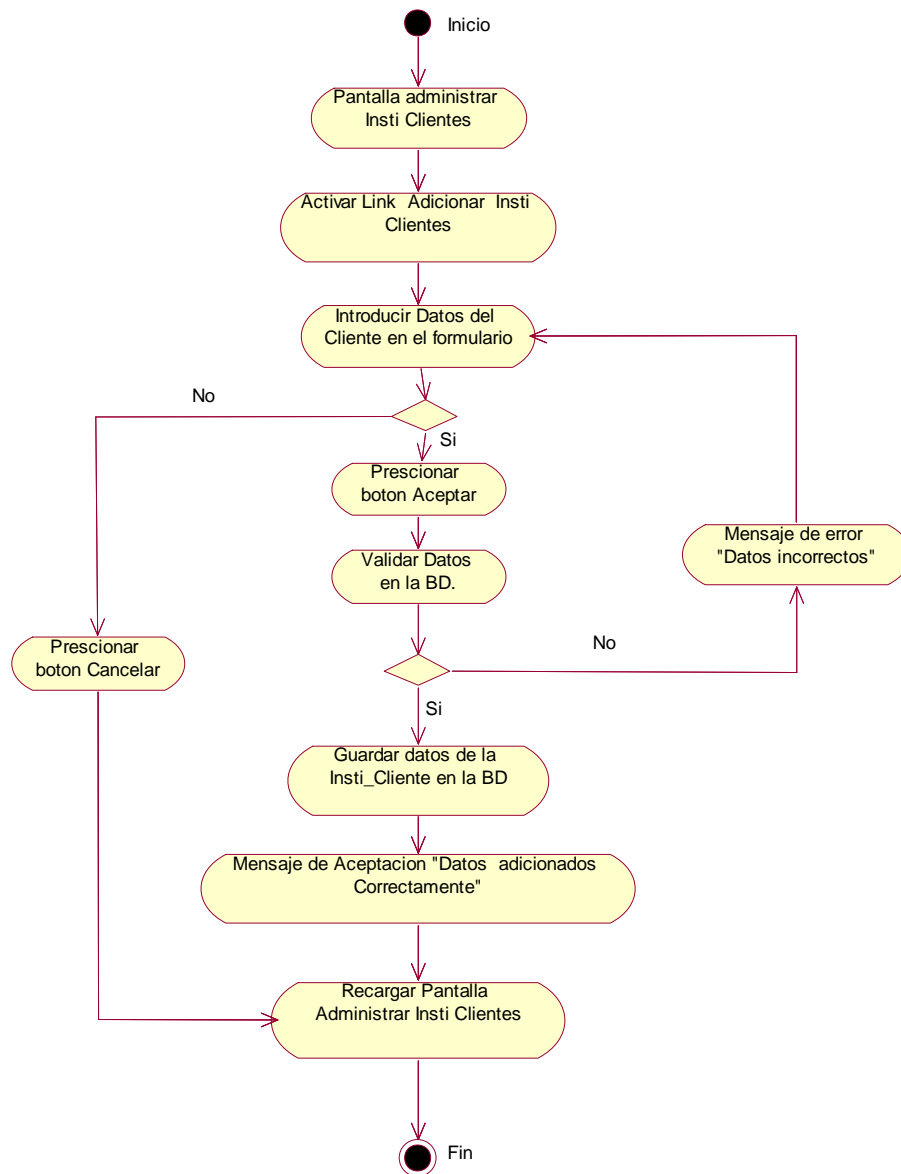 Inicio
Pantalla administrar
Insti Clientes
Activar Link Adicionar Insti
Clientes
Introducir Datos del
Cliente en el formulario
No
Si
Prescionar
boton Aceptar
Mensaje de error
"Datos incorrectos"
Validar Datos
en la BD.
Prescionar
boton Cancelar
No
Si
Guardar datos de la
Insti_Cliente en la BD
Mensaje de Aceptacion "Datos adicionados
Correctamente"
Recargar Pantalla
Administrar Insti Clientes
Fin